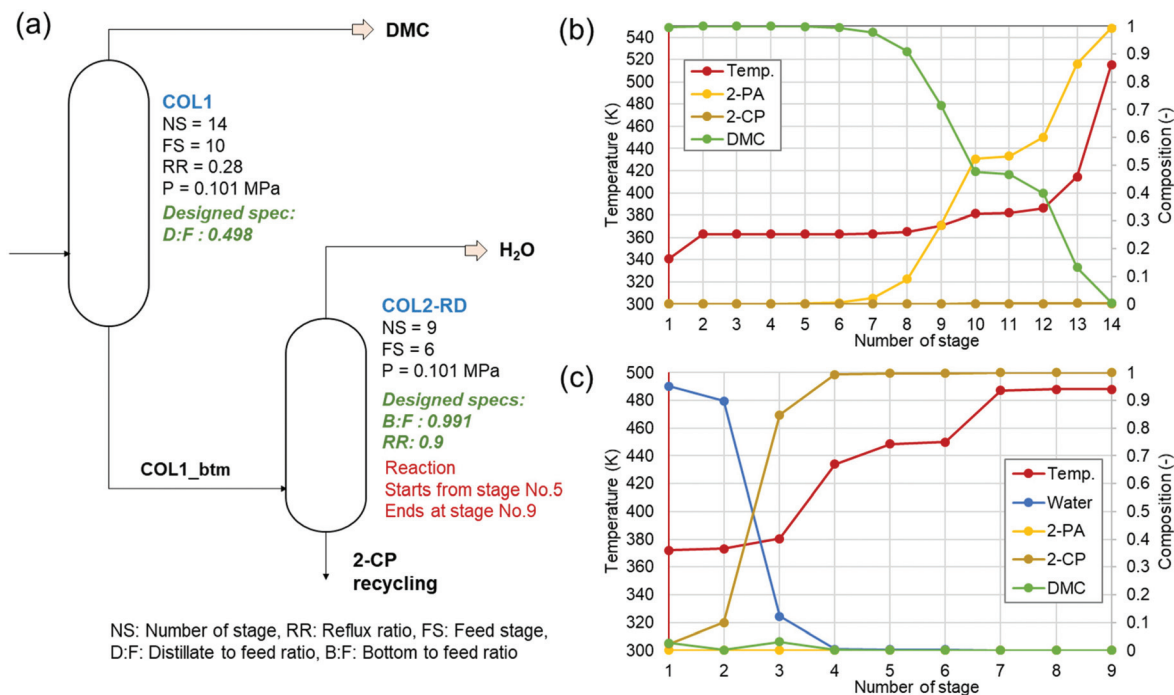 (a)
DMC
COL1
NS = 14
FS = 10
RR = 0.28
P = 0.101 MPa
Designed spec:
D:F : 0.498
H₂O
COL2-RD
NS = 9
FS = 6
P = 0.101 MPa
Designed specs:
B:F : 0.991
RR: 0.9
Reaction
Starts from stage No.5
Ends at stage No.9
COL1_btm
2-CP
recycling
NS: Number of stage, RR: Reflux ratio, FS: Feed stage,
D:F: Distillate to feed ratio, B:F: Bottom to feed ratio
(b)
Temperature (K)
540
520
500
480
460
440
420
400
380
360
340
320
300
Temp.
2-PA
2-CP
DMC
1
0.9
0.8
0.7
0.6
0.5
0.4
0.3
0.2
0.1
0
Composition (-)
1 2 3 4 5 6 7 8 9 10 11 12 13 14
Number of stage
(c)
Temperature (K)
500
480
460
440
420
400
380
360
340
320
300
Temp.
Water
2-PA
2-CP
DMC
1
0.9
0.8
0.7
0.6
0.5
0.4
0.3
0.2
0.1
0
Composition (-)
1 2 3 4 5 6 7 8 9
Number of stage